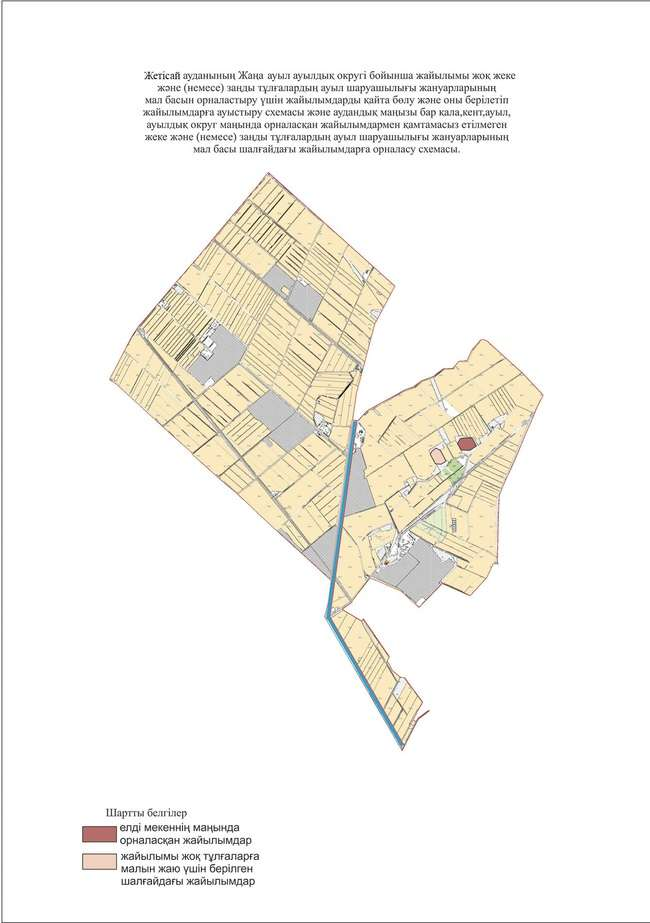 Жетісай ауданының Жаңа ауыл ауылдық округі бойынша жайылымы жоқ жеке
және (немесе) заңды тұлғалардың ауыл шаруашылығы жануарларының
мал басын орналастыру үшін жайылымдарды қайта бөлу және оны берілетіп
жайылымдарға ауыстыру схемасы және аудандық маңызы бар қала,кент,ауыл,
ауылдық округ маңында орналасқан жайылымдармен қамтамасыз етілмеген
жеке және (немесе) заңды тұлғалардың ауыл шаруашылығы жануарларының
мал басы шалғайдағы жайылымдарға орналасу схемасы.
Шартты белгілер
елді мекеннің маңында
орналасқан жайылымдар
жайылымы жоқ тұлғаларға
малын жаю үшін берілген
шалғайдағы жайылымдар